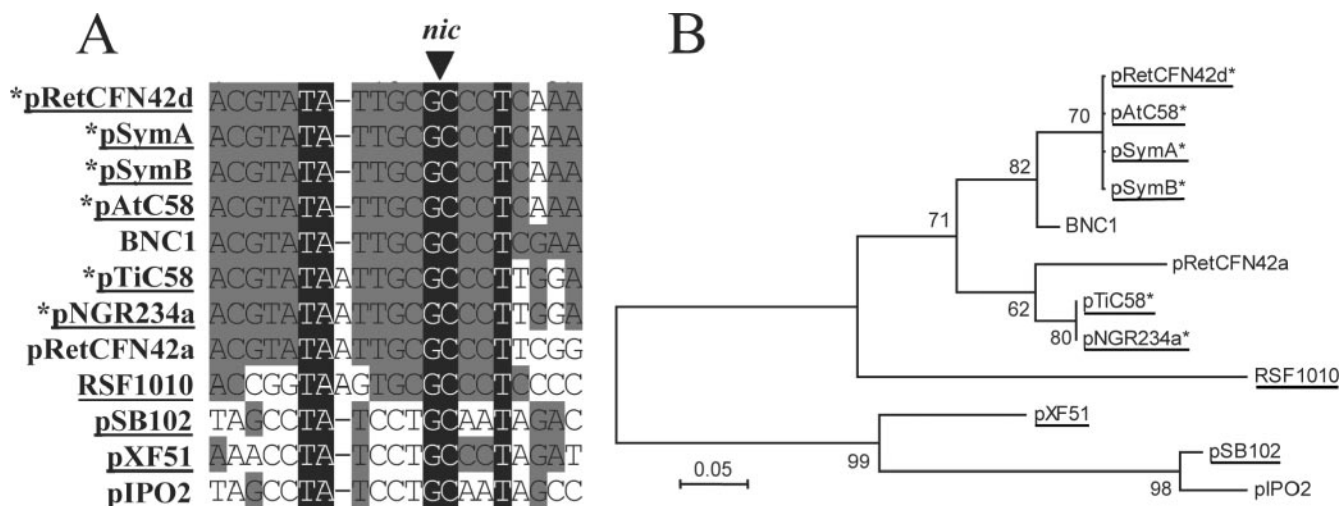 A
nic
*pRetCFN42d ACGTATA-TTGCGCCCTCAAA
*pSymA ACGTATA-TTGCGCCCTCAAA
*pSymB ACGTATA-TTGCGCCCTCAAA
*pAtC58 ACGTATA-TTGCGCCCTCAAA
BNC1 ACGTATA-TTGCGCCCTCGAA
*pTiC58 ACGTATAATTGCGCCCTTGGA
*pNGR234a ACGTATAATTGCGCCCTTGGA
pRetCFN42a ACGTATAATTGCGCCCTTCGG
RSF1010 ACCGGTAAGTGCGCCCTCCCC
pSB102 TAGCCTA-TCCTGCAATAGAC
pXF51 AAACCTA-TCCTGCCCTAGAT
pIPO2 TAGCCTA-TCCTGCAATAGCC
B
pRetCFN42d*
70
pAtC58*
pSymA*
82
pSymB*
71
BNC1
pRetCFN42a
pTiC58*
62
80
pNGR234a*
RSF1010
pXF51
99
pSB102
0.05
98
pIPO2